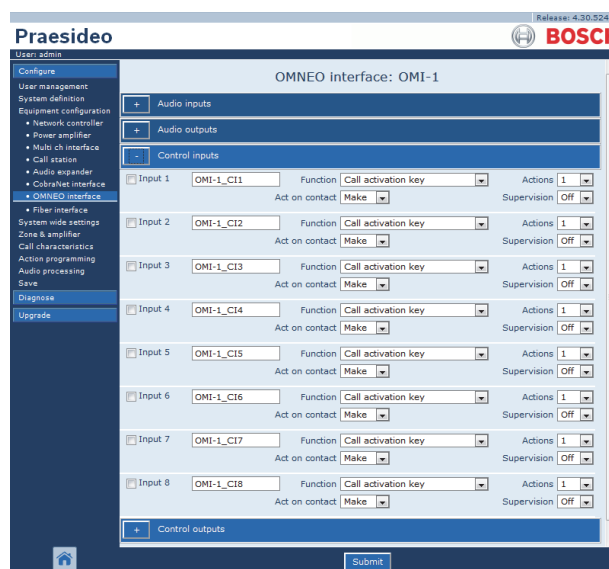 Release: 4.30.524
Praesideo
BOSCH
User: admin
Configure
User management
System definition
Equipment configuration
• Network controller
• Power amplifier
• Multi ch interface
• Call station
• Audio expander
• CobraNet interface
• OMNEO interface
• Fiber interface
System wide settings
Zone & amplifier
Call characteristics
Action programming
Audio processing
Save
Diagnose
Upgrade
OMNEO interface: OMI-1
+ Audio inputs
+ Audio outputs
- Control inputs
Input 1 OMI-1_CI1 Function Call activation key Actions 1
Act on contact Make Supervision Off
Input 2 OMI-1_CI2 Function Call activation key Actions 1
Act on contact Make Supervision Off
Input 3 OMI-1_CI3 Function Call activation key Actions 1
Act on contact Make Supervision Off
Input 4 OMI-1_CI4 Function Call activation key Actions 1
Act on contact Make Supervision Off
Input 5 OMI-1_CI5 Function Call activation key Actions 1
Act on contact Make Supervision Off
Input 6 OMI-1_CI6 Function Call activation key Actions 1
Act on contact Make Supervision Off
Input 7 OMI-1_CI7 Function Call activation key Actions 1
Act on contact Make Supervision Off
Input 8 OMI-1_CI8 Function Call activation key Actions 1
Act on contact Make Supervision Off
+ Control outputs
Submit